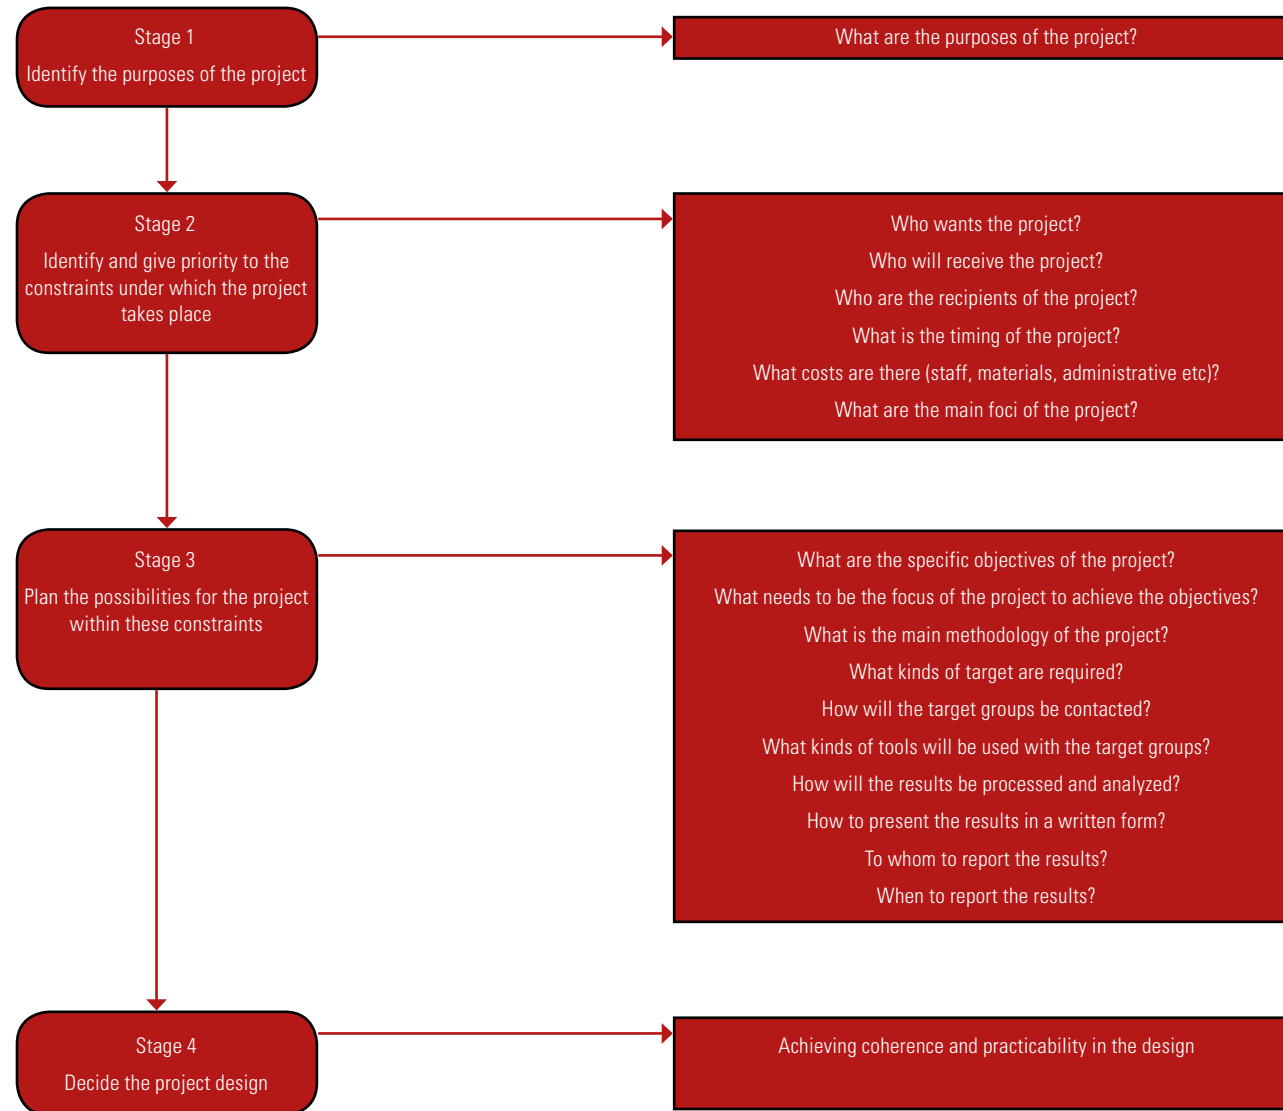 Stage 1
Identify the purposes of the project
What are the purposes of the project?
Stage 2
Identify and give priority to the
constraints under which the project
takes place
Who wants the project?
Who will receive the project?
Who are the recipients of the project?
What is the timing of the project?
What costs are there (staff, materials, administrative etc)?
What are the main foci of the project?
Stage 3
Plan the possibilities for the project
within these constraints
What are the specific objectives of the project?
What needs to be the focus of the project to achieve the objectives?
What is the main methodology of the project?
What kinds of target are required?
How will the target groups be contacted?
What kinds of tools will be used with the target groups?
How will the results be processed and analyzed?
How to present the results in a written form?
To whom to report the results?
When to report the results?
Stage 4
Decide the project design
Achieving coherence and practicability in the design